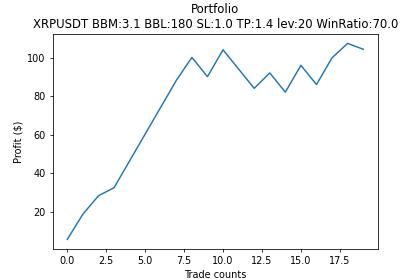 Portfolio
XRPUSDT BBM:3.1 BBL:180 SL:1.0 TP:1.4 lev:20 WinRatio:70.0
100
80
60
40
20
Profit ($)
0.0 2.5 5.0 7.5 10.0 12.5 15.0 17.5
Trade counts